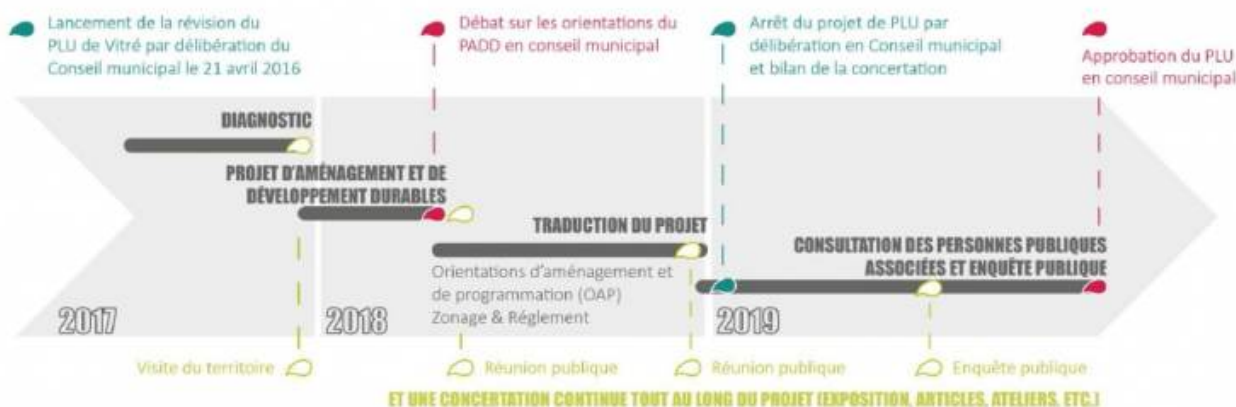 Lancement de la révision du
PLU de Vitré par délibération du
Conseil municipal le 21 avril 2016
Débat sur les orientations du
PADD en conseil municipal
Arrêt du projet de PLU par
délibération en Conseil municipal
et bilan de la concertation
Approbation du PLU
en conseil municipal
DIAGNOSTIC
PROJET D'AMÉNAGEMENT ET DE
DÉVELOPPEMENT DURABLES
TRADUCTION DU PROJET
Orientations d'aménagement et
de programmation (OAP)
Zonage & Réglement
CONSULTATION DES PERSONNES PUBLIQUES
ASSOCIÉES ET ENQUÊTE PUBLIQUE
2017
2018
2019
Visite du territoire
Réunion publique
Réunion publique
Enquête publique
ET UNE CONCERTATION CONTINUE TOUT AU LONG DU PROJET (EXPOSITION, ARTICLES, ATELIERS, ETC.)